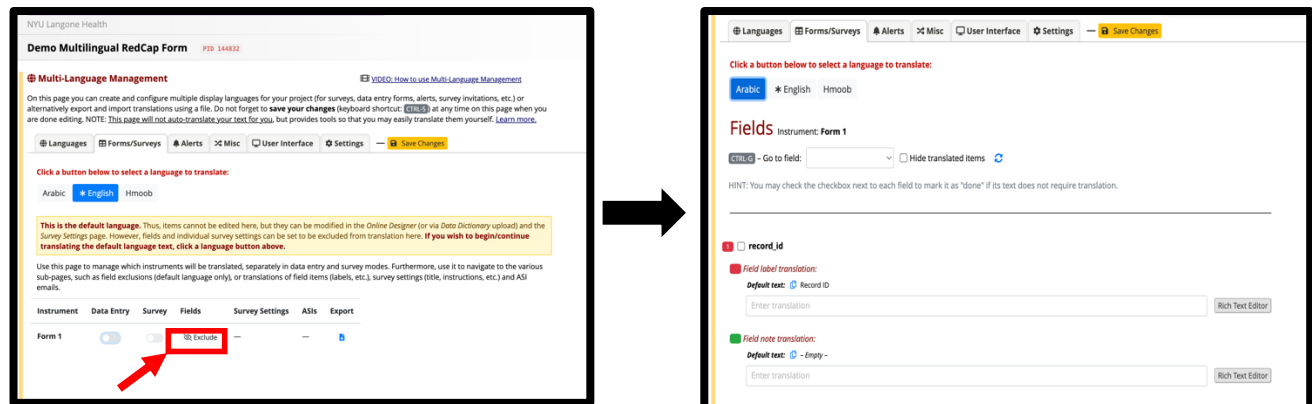 NYU Langone Health
Demo Multilingual RedCap Form PID 144832
Multi-Language Management
VIDEO: How to use Multi-Language Management
On this page you can create and configure multiple display languages for your project (for surveys, data entry forms, alerts, survey invitations, etc.) or
alternatively export and import translations using a file. Do not forget to save your changes (keyboard shortcut: CTRL-S) at any time on this page when you
are done editing. NOTE: This page will not auto-translate your text for you, but provides tools so that you may easily translate them yourself. Learn more.
Languages Forms/Surveys Alerts Misc User Interface Settings — Save Changes
Click a button below to select a language to translate:
Arabic English Hmoob
This is the default language. Thus, items cannot be edited here, but they can be modified in the Online Designer (or via Data Dictionary upload) and the
Survey Settings page. However, fields and individual survey settings can be set to be excluded from translation here. If you wish to begin/continue
translating the default language text, click a language button above.
Use this page to manage which instruments will be translated, separately in data entry and survey modes. Furthermore, use it to navigate to the various
sub-pages, such as field exclusions (default language only), or translations of field items (labels, etc.), survey settings (title, instructions, etc.) and ASI
emails.
Instrument Data Entry Survey Fields Survey Settings ASIs Export
Form 1 Exclude — —
Languages Forms/Surveys Alerts Misc User Interface Settings — Save Changes
Click a button below to select a language to translate:
Arabic English Hmoob
Fields Instrument: Form 1
CTRL-G – Go to field: Hide translated items
HINT: You may check the checkbox next to each field to mark it as "done" if its text does not require translation.
1 record_id
Field label translation:
Default text: Record ID
Enter translation Rich Text Editor
Field note translation:
Default text: – Empty –
Enter translation Rich Text Editor